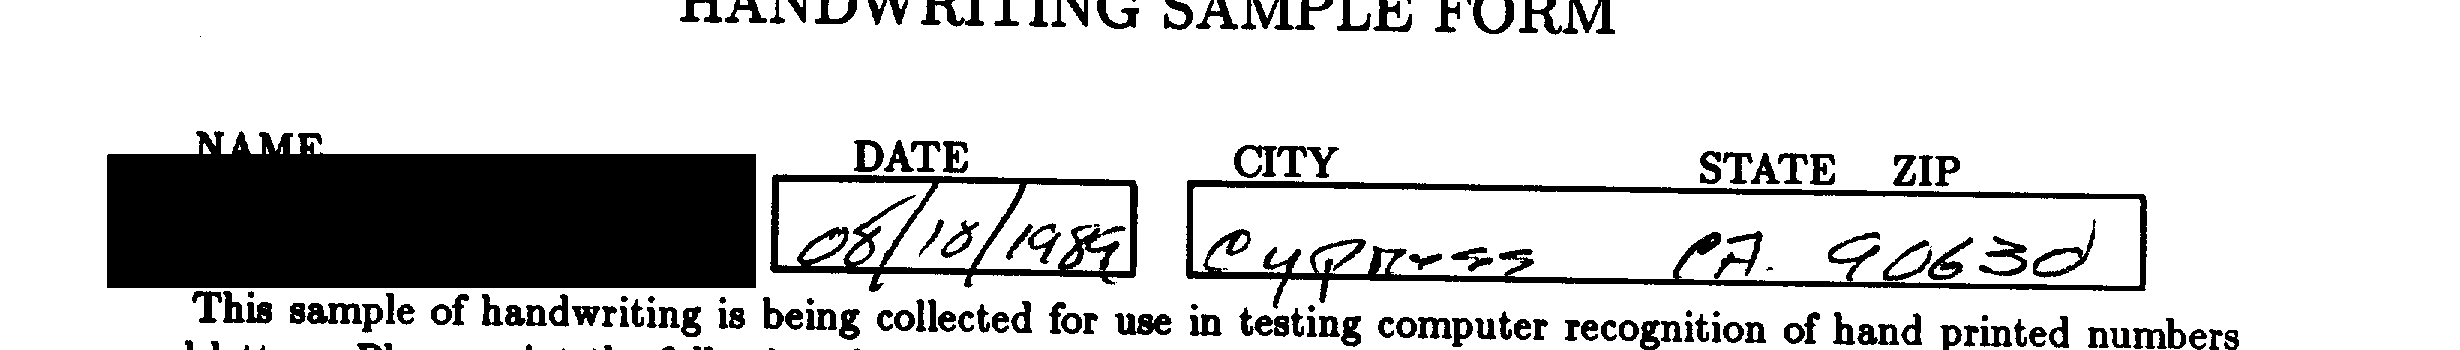 HANDWRITING SAMPLE FORM
NAME DATE CITY STATE ZIP
08/18/1989 Cypress CA. 90630
This sample of handwriting is being collected for use in testing computer recognition of hand printed numbers